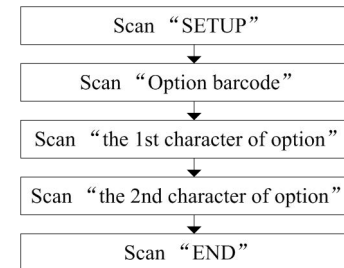 Scan “SETUP”
Scan “Option barcode”
Scan “the 1st character of option”
Scan “the 2nd character of option”
Scan “END”